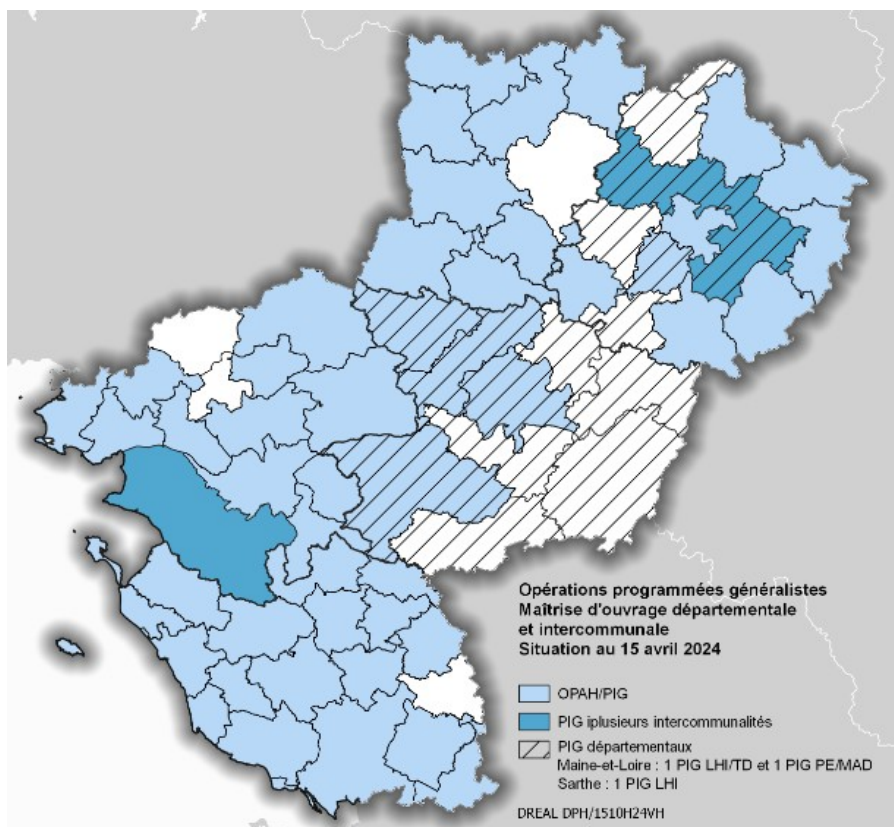 Opérations programmées généralistes
Maîtrise d'ouvrage départementale
et intercommunale
Situation au 15 avril 2024
OPAH/PIG
PIG iplusieurs intercommunalités
PIG départementaux
Maine-et-Loire : 1 PIG LHI/TD et 1 PIG PE/MAD
Sarthe : 1 PIG LHI
DREAL DPH/1510H24VH